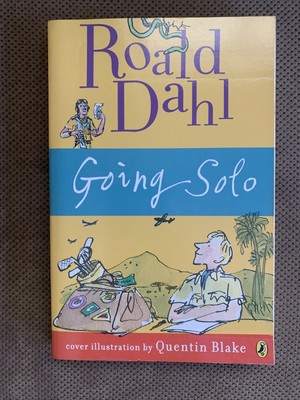 Roald
Dahl
Going Solo
cover illustration by Quentin Blake